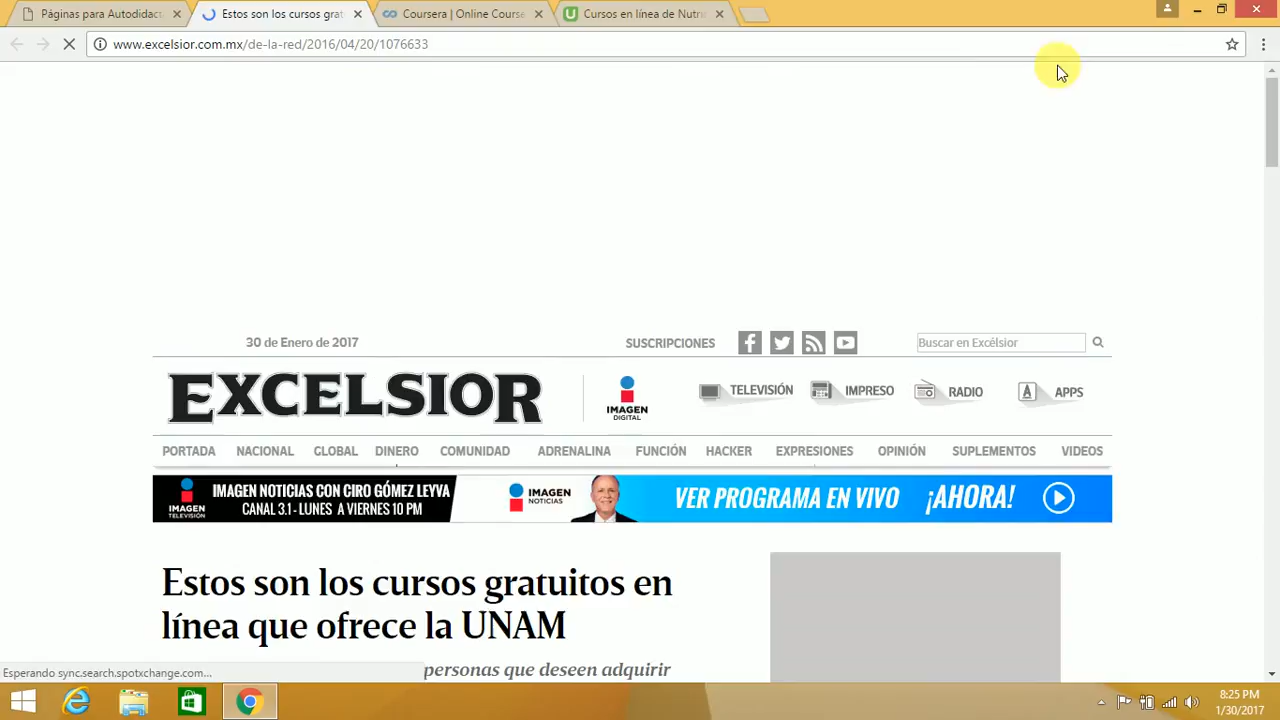 Páginas para Autodidact
Estos son los cursos grat
Coursera | Online Course
Cursos en línea de Nutri
www.excelsior.com.mx/de-la-red/2016/04/20/1076633
30 de Enero de 2017
SUSCRIPCIONES
Buscar en Excélsior
EXCELSIOR
IMAGEN
DIGITAL
TELEVISIÓN
IMPRESO
RADIO
A
APPS
PORTADA NACIONAL GLOBAL DINERO COMUNIDAD ADRENALINA FUNCIÓN HACKER EXPRESIONES OPINIÓN SUPLEMENTOS VIDEOS
IMAGEN
TELEVISIÓN
IMAGEN NOTICIAS CON CIRO GÓMEZ LEYVA
CANAL 3.1 - LUNES A VIERNES 10 PM
IMAGEN
NOTICIAS
VER PROGRAMA EN VIVO ¡AHORA!
Estos son los cursos gratuitos en
línea que ofrece la UNAM
personas que deseen adquirir
Esperando sync.search.spotxchange.com...
8:25 PM
1/30/2017